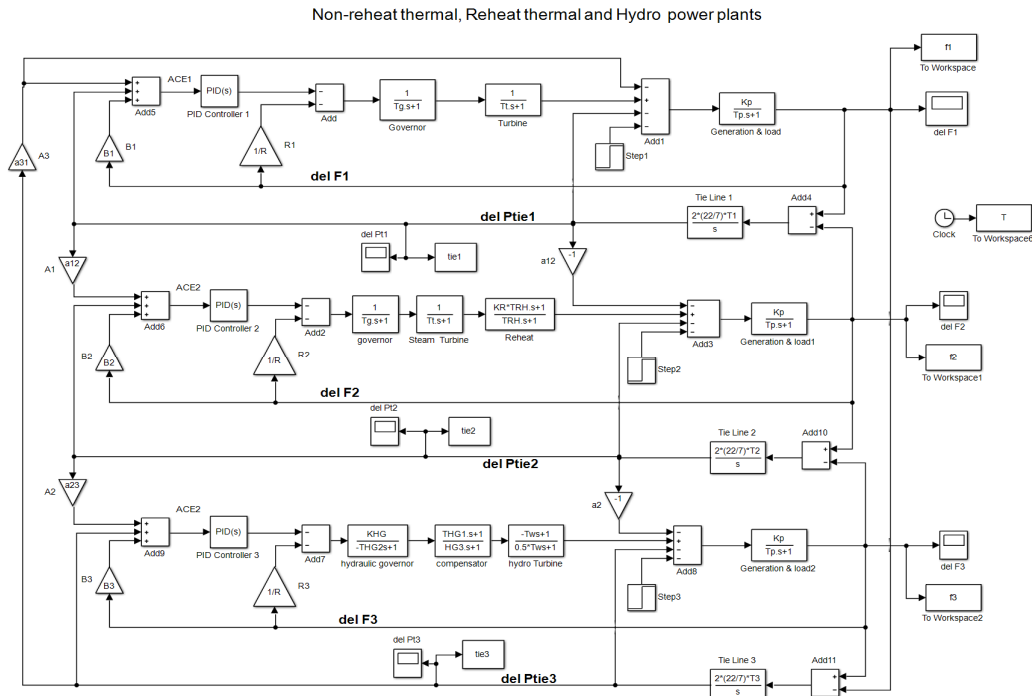 Non-reheat thermal, Reheat thermal and Hydro power plants
f1
To Workspace
ACE1
PID(s)
PID Controller 1
Add5
Add
1
Tg.s+1
Governor
1
Tt.s+1
Turbine
Add1
Kp
Tp.s+1
Generation & load
del F1
Step1
a31
A3
B1
B1
1/R
R1
del F1
Tie Line 1
2*(22/7)*T1
s
Add4
Clock
T
To Workspace6
del Ptie1
del Pt1
tie1
a12
A1
-1
a12
ACE2
PID(s)
PID Controller 2
Add6
Add2
1
Tg.s+1
governor
1
Tt.s+1
Steam Turbine
KR*TRH.s+1
TRH.s+1
Reheat
Add3
Kp
Tp.s+1
Generation & load1
del F2
Step2
B2
B2
1/R
R2
f2
To Workspace1
del F2
del Pt2
tie2
Tie Line 2
2*(22/7)*T2
s
Add10
del Ptie2
a23
A2
-1
a2
ACE2
PID(s)
PID Controller 3
Add9
Add7
KHG
-THG2s+1
hydraulic governor
THG1.s+1
HG3.s+1
compensator
-Tws+1
0.5*Tws+1
hydro Turbine
Add8
Kp
Tp.s+1
Generation & load2
del F3
Step3
B3
B3
1/R
R3
f3
To Workspace2
del F3
del Pt3
tie3
Tie Line 3
2*(22/7)*T3
s
Add11
del Ptie3